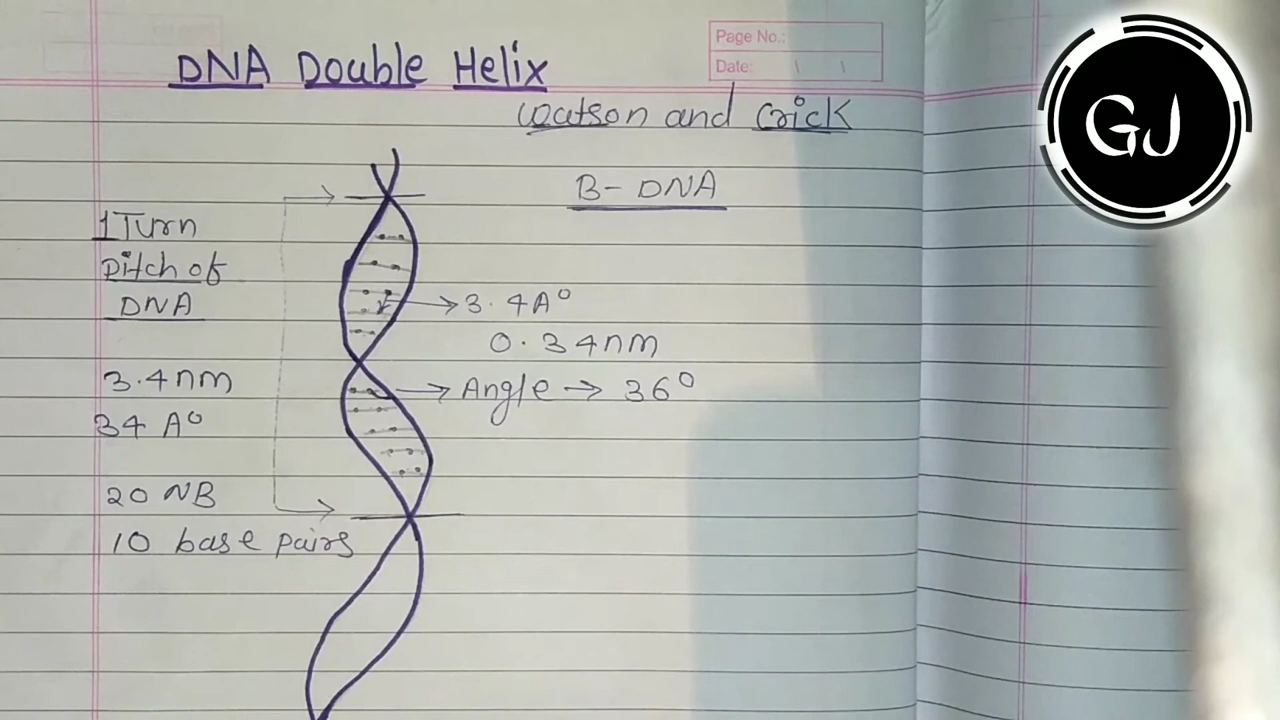 DNA Double Helix
Page No.:
Date:
Watson and Crick
B-DNA
1 Turn
Pitch of
DNA
3.4A°
0.34nm
3.4nm
Angle → 36°
34 A°
20 NB
10 base pairs
GJ